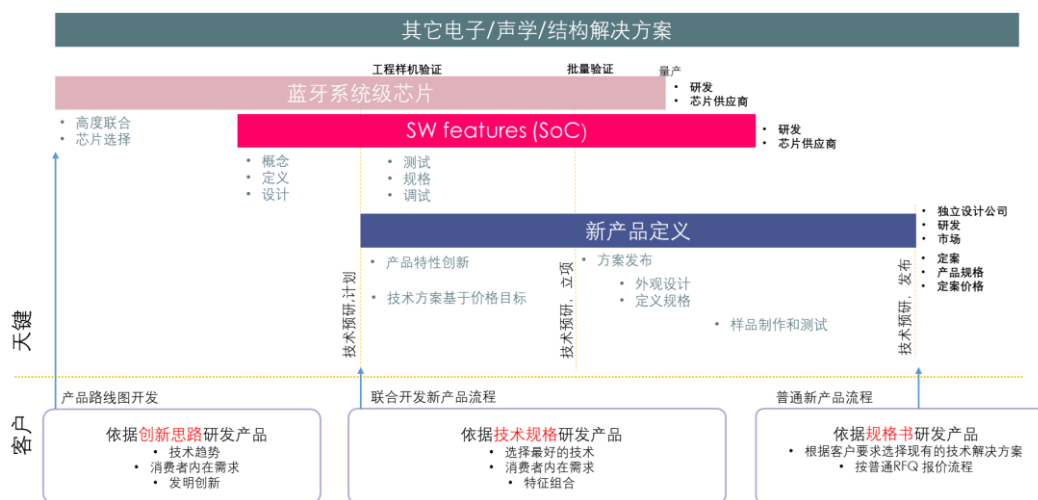 其它电子/声学/结构解决方案
工程样机验证
批量验证
量产
蓝牙系统级芯片
• 研发
• 芯片供应商
• 高度联合
• 芯片选择
SW features (SoC)
• 研发
• 芯片供应商
• 概念
• 定义
• 设计
• 测试
• 规格
• 调试
新产品定义
• 独立设计公司
• 研发
• 市场
• 定案
• 产品规格
• 定案价格
• 产品特性创新
• 技术方案基于价格目标
• 方案发布
• 外观设计
• 定义规格
• 样品制作和测试
技术预研,计划
技术预研，立项
技术预研，发布
天键
客户
产品路线图开发
依据创新思路研发产品
• 技术趋势
• 消费者内在需求
• 发明创新
联合开发新产品流程
依据技术规格研发产品
• 选择最好的技术
• 消费者内在需求
• 特征组合
普通新产品流程
依据规格书研发产品
• 根据客户要求选择现有的技术解决方案
• 按普通RFQ 报价流程